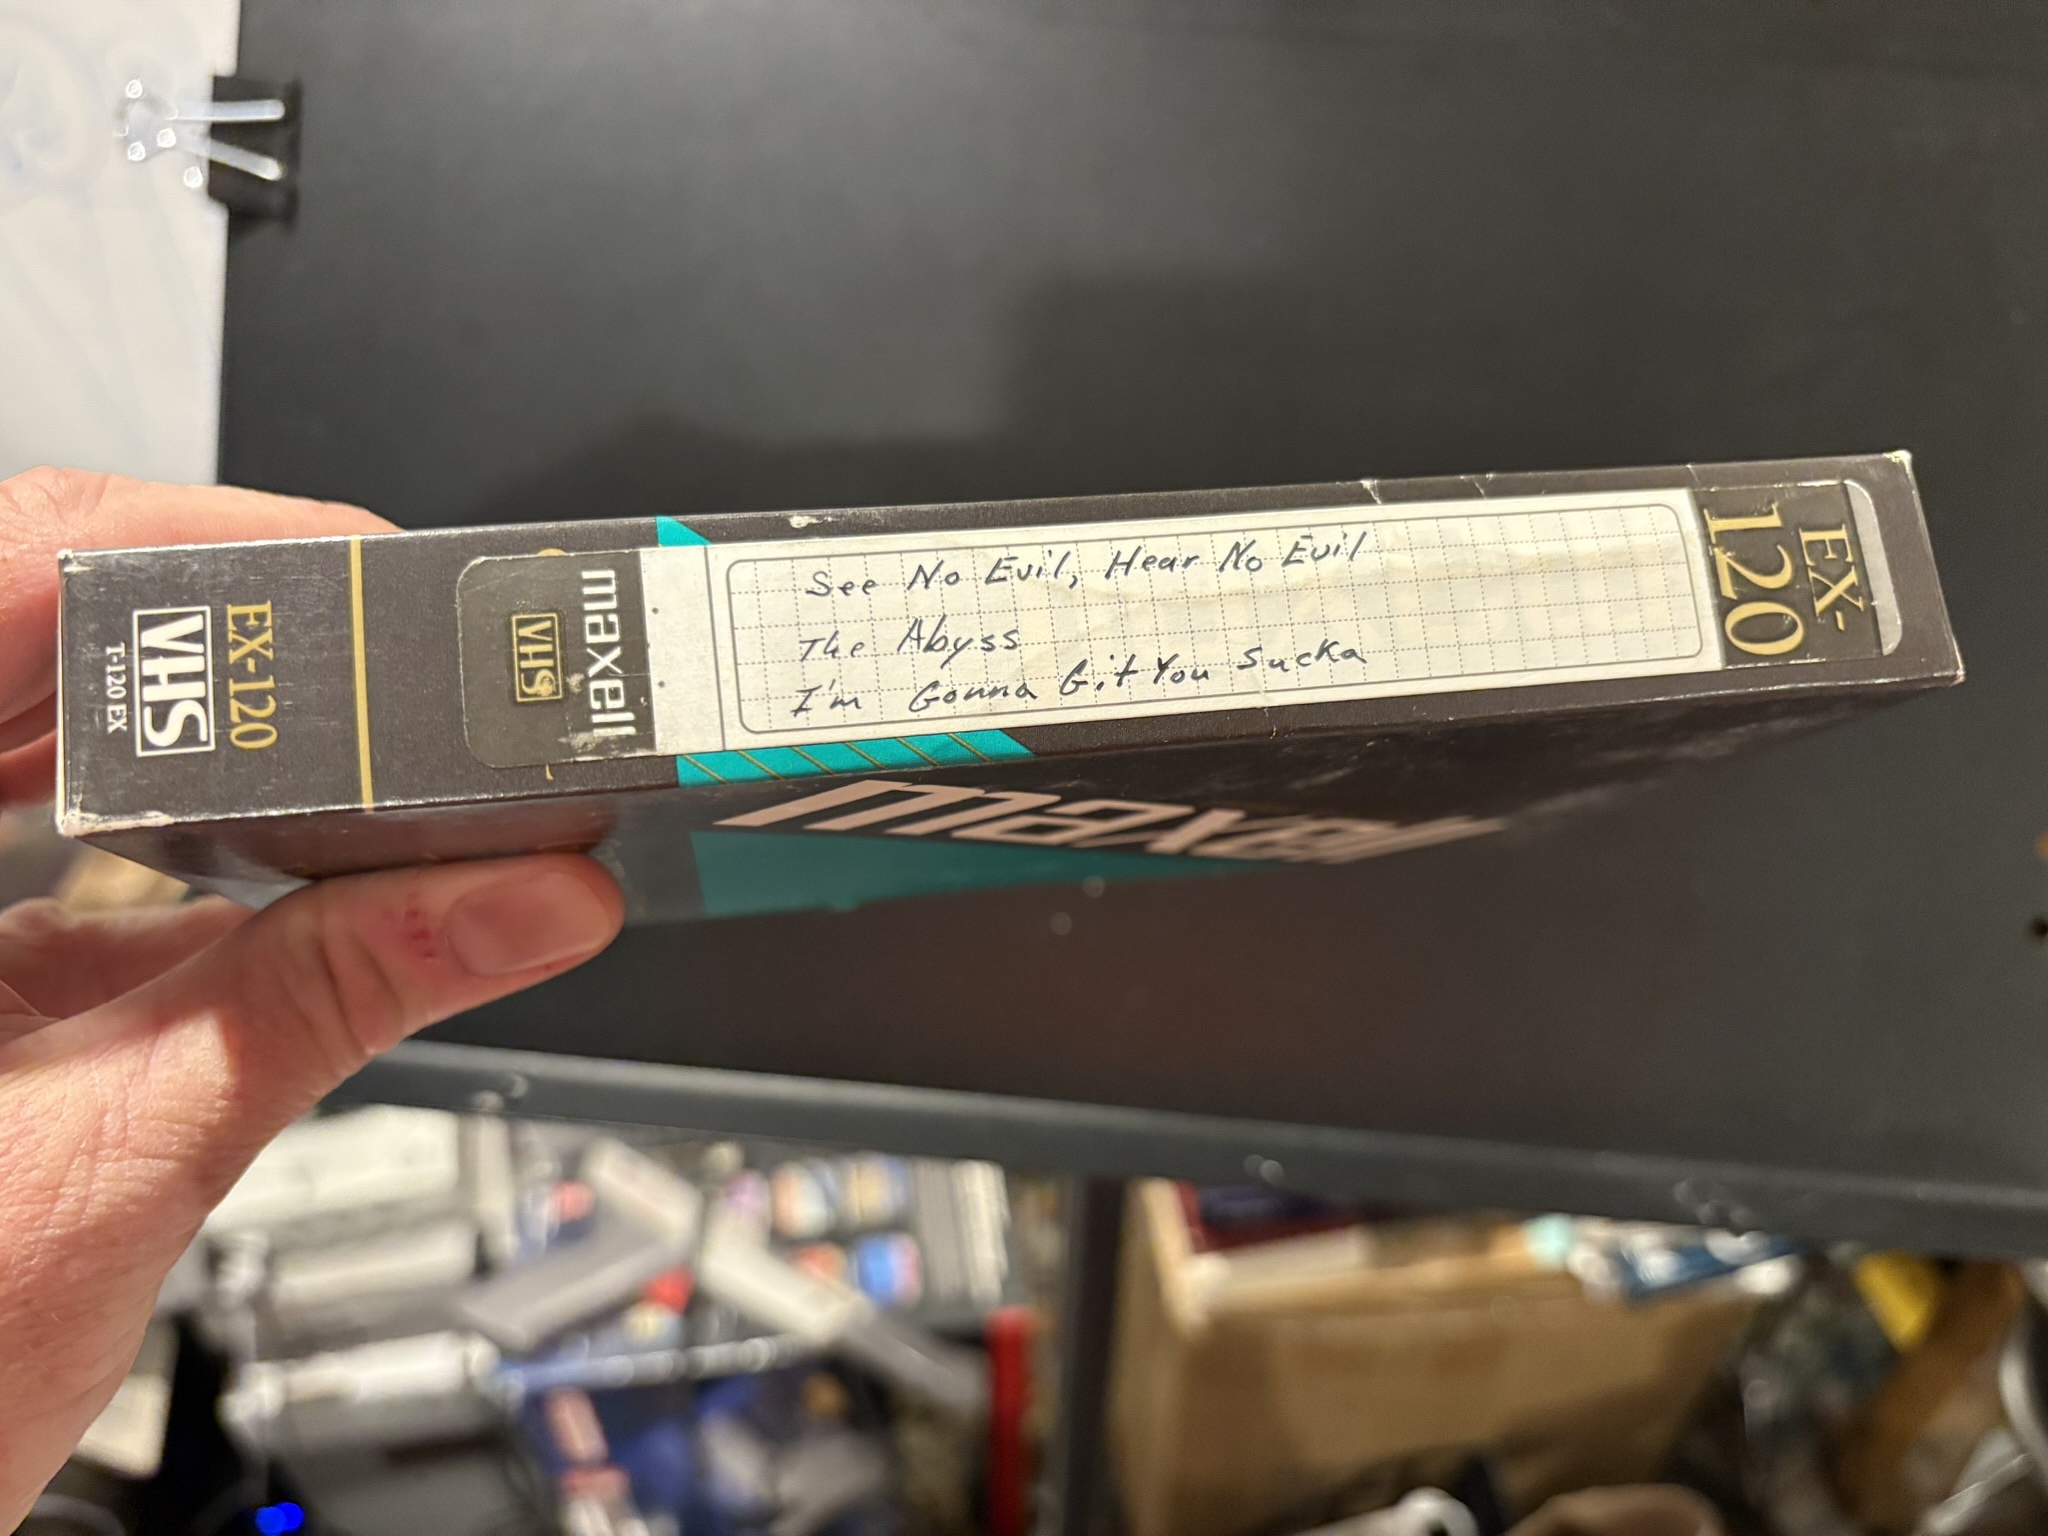 See No Evil, Hear No Evil
The Abyss
I'm Gonna Git You Sucka
maxell
VHS
EX-
120
EX-120
VHS
T-120 EX
maxell